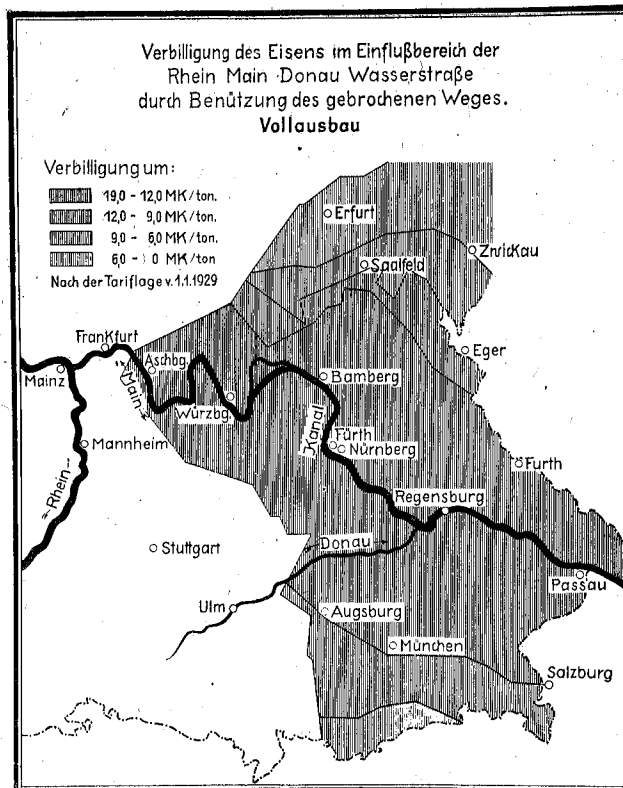 Verbilligung des Eisens im Einflußbereich der
Rhein Main Donau Wasserstraße
durch Benützung des gebrochenen Weges.
Vollausbau
Verbilligung um:
19,0 - 12,0 MK/ton.
12,0 - 9,0 MK/ton.
9,0 - 6,0 MK/ton.
6,0 - 0 MK/ton
Nach der Tariflage v. 1.1.1929
Erfurt
Zwickau
Saalfeld
Frankfurt
Eger
Aschbg.
Mainz
Main
Bamberg
Würzbg.
Kanal
Fürth
Mannheim
Nürnberg
Furth
Rhein
Regensburg
Stuttgart
Donau
Passau
Ulm
Augsburg
München
Salzburg